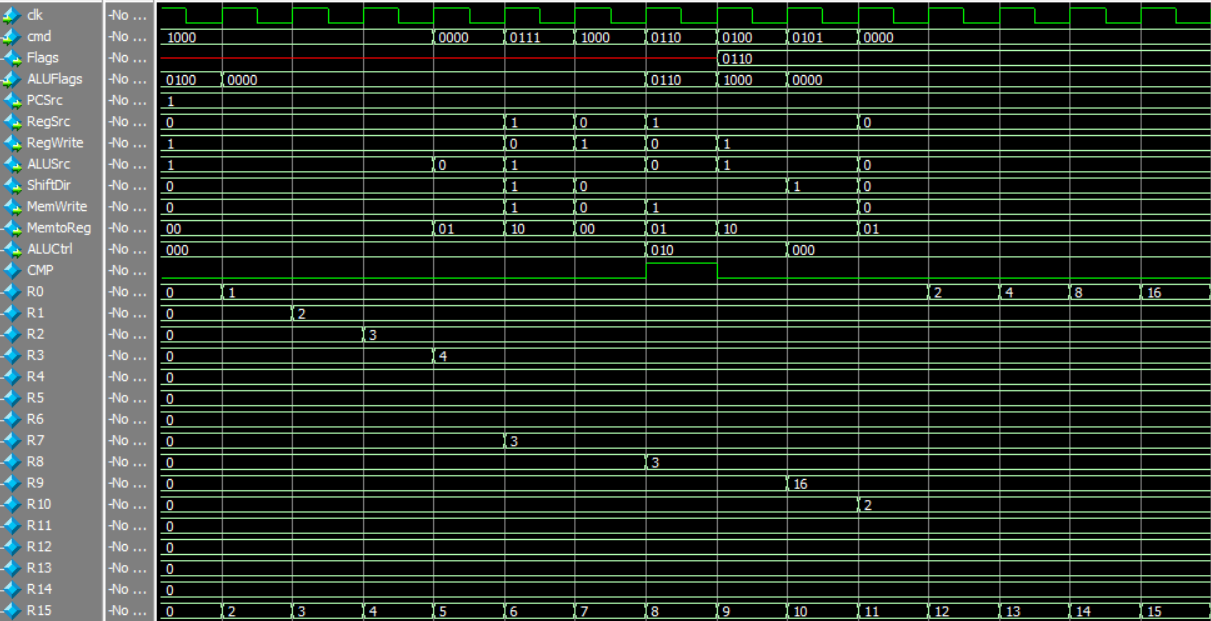 clk -No ...
cmd -No ... 1000 0000 0111 1000 0110 0100 0101 0000
Flags -No ... 0110
ALUFlags -No ... 0100 0000 0110 1000 0000
PCSrc -No ... 1
RegSrc -No ... 0 1 0 1 0
RegWrite -No ... 1 0 1 0 1
ALUSrc -No ... 1 0 1 0 1 0
ShiftDir -No ... 0 1 0 1 0
MemWrite -No ... 0 1 0 1 0
MemtoReg -No ... 00 01 10 00 01 10 01
ALUCtrl -No ... 000 010 000
CMP -No ...
R0 -No ... 0 1 2 4 8 16
R1 -No ... 0 2
R2 -No ... 0 3
R3 -No ... 0 4
R4 -No ... 0
R5 -No ... 0
R6 -No ... 0
R7 -No ... 0 3
R8 -No ... 0 3
R9 -No ... 0 16
R10 -No ... 0 2
R11 -No ... 0
R12 -No ... 0
R13 -No ... 0
R14 -No ... 0
R15 -No ... 0 2 3 4 5 6 7 8 9 10 11 12 13 14 15